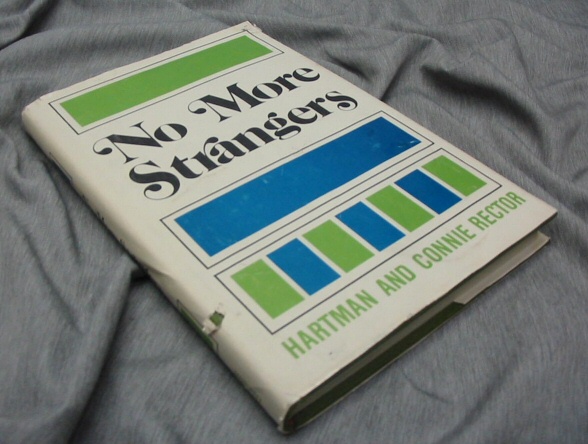 No More
Strangers
HARTMAN AND CONNIE RECTOR